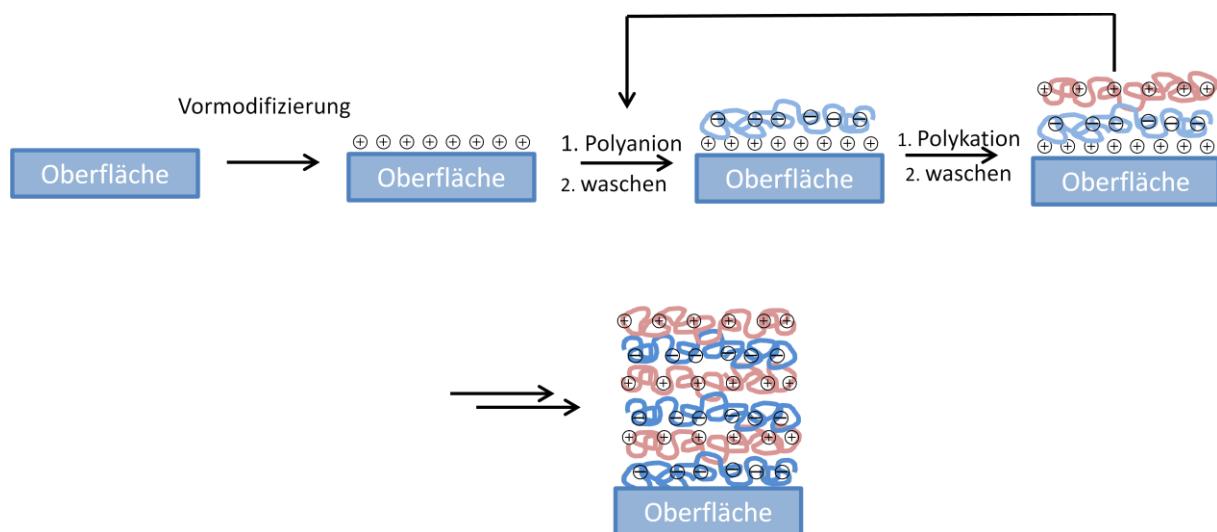 Vormodifizierung
Oberfläche
Oberfläche
1. Polyanion
2. waschen
Oberfläche
1. Polykation
2. waschen
Oberfläche
Oberfläche